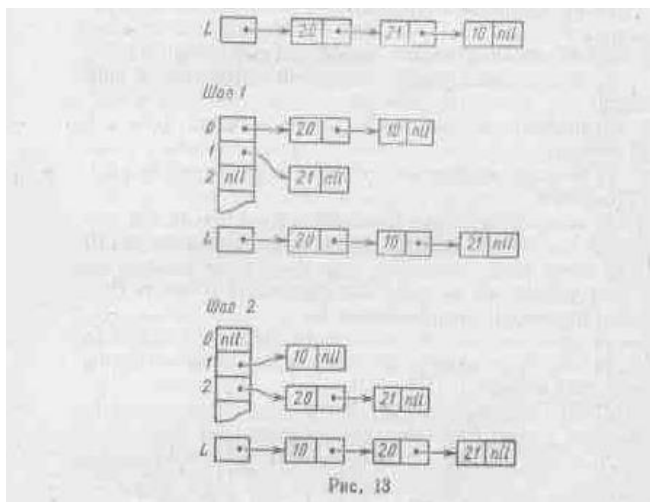 L 20 21 10 nil
Шаг 1
0 20 10 nil
1 21 nil
2 nil
L 20 10 21 nil
Шаг 2
0 nil
1 10 nil
2 20 21 nil
L 10 20 21 nil
Рис. 13